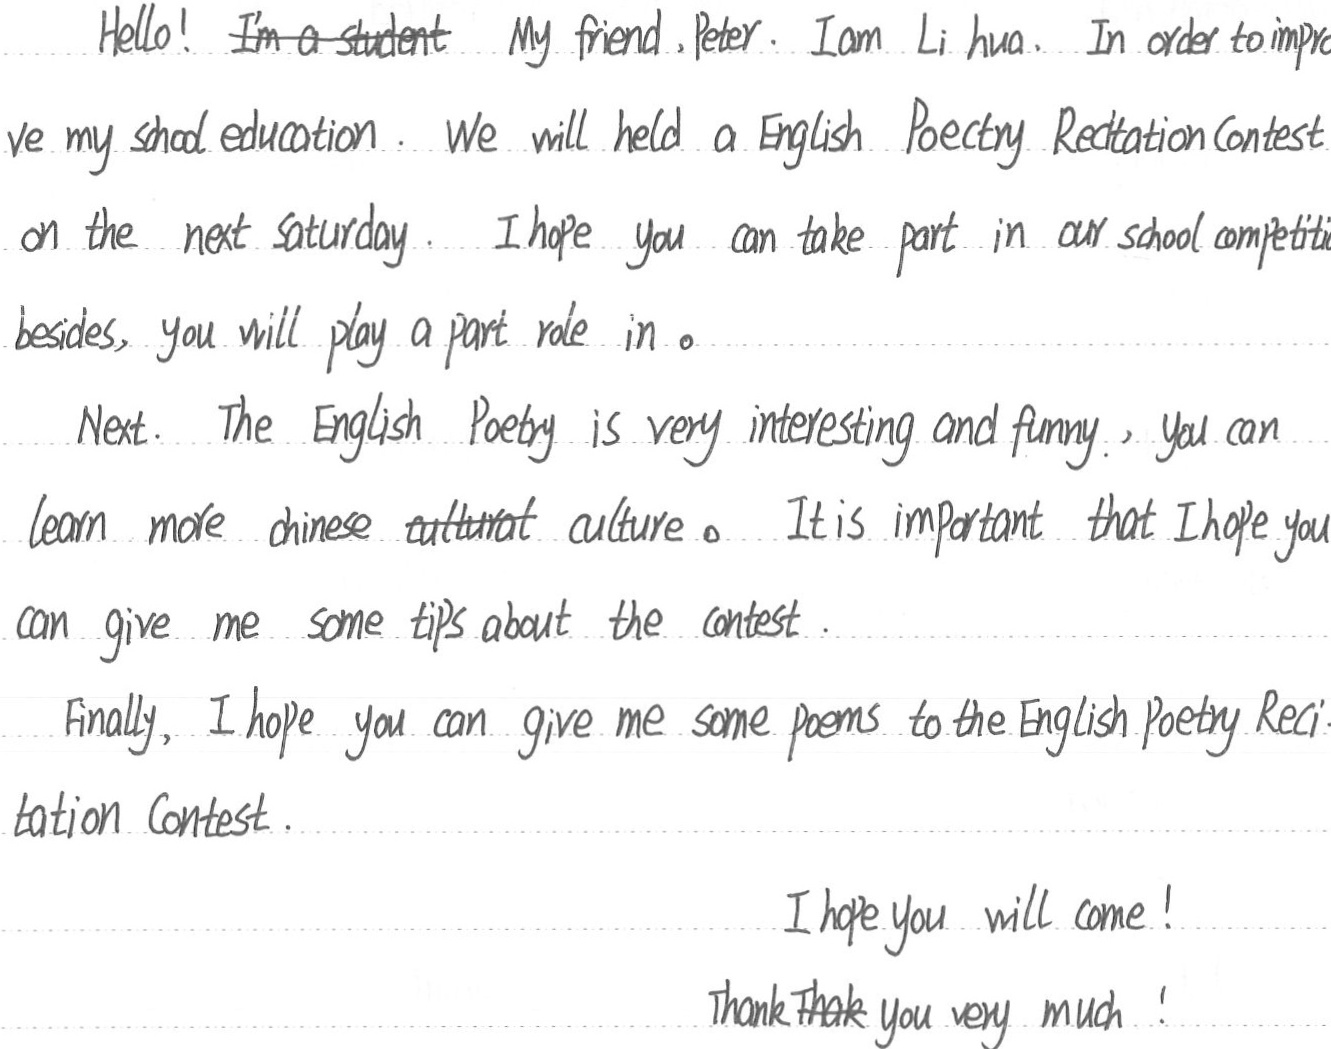 Hello! I'm a student My friend, Peter. I am Li hua. In order to impro
ve my school education. We will held a English Poectry Recitation Contest
on the next saturday. I hope you can take part in our school competiti
besides, you will play a part role in。
Next. The English Poetry is very interesting and funny., you can
learn more chinese cultural culture。 It is important that I hope you
can give me some tips about the contest.
Finally, I hope you can give me some poems to the English Poetry Reci-
tation Contest.
I hope you will come!
Thank Thak you very much!